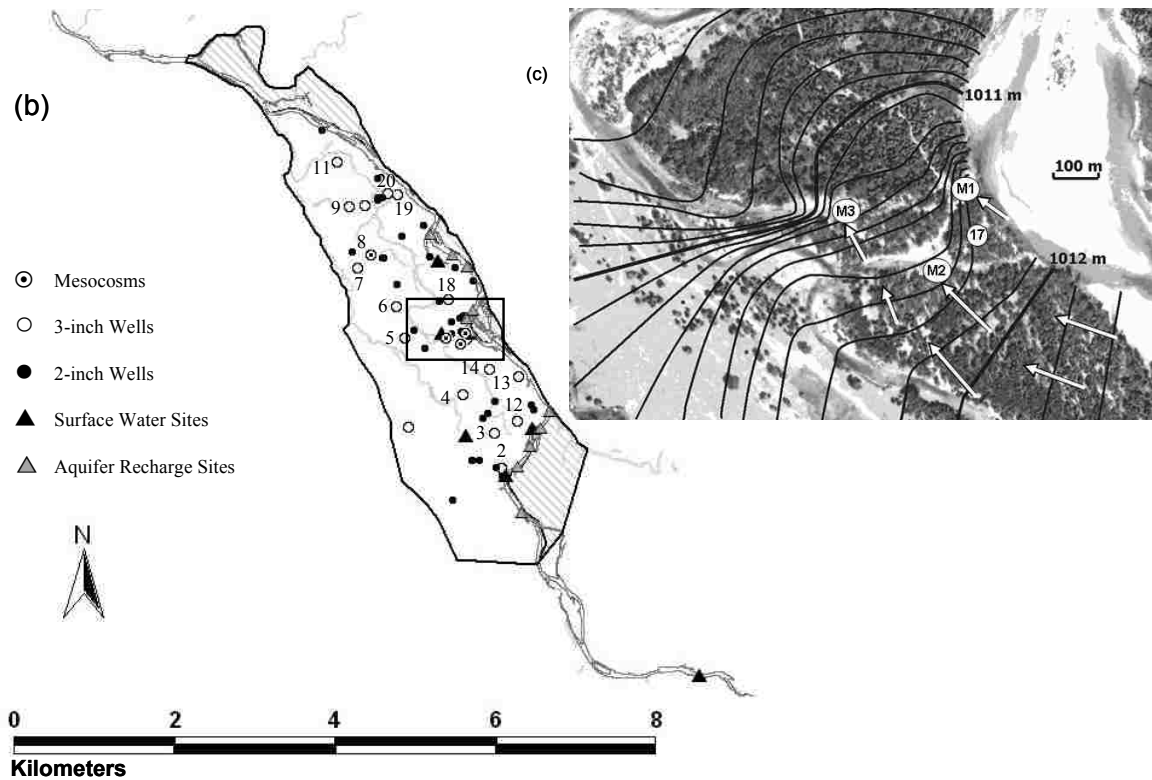 (b)
11
20
9
19
8
7
18
6
5
14
13
4
12
3
2
Mesocosms
3-inch Wells
2-inch Wells
Surface Water Sites
Aquifer Recharge Sites
N
0 2 4 6 8
Kilometers
(c)
1011 m
100 m
M1
M3
17
M2
1012 m